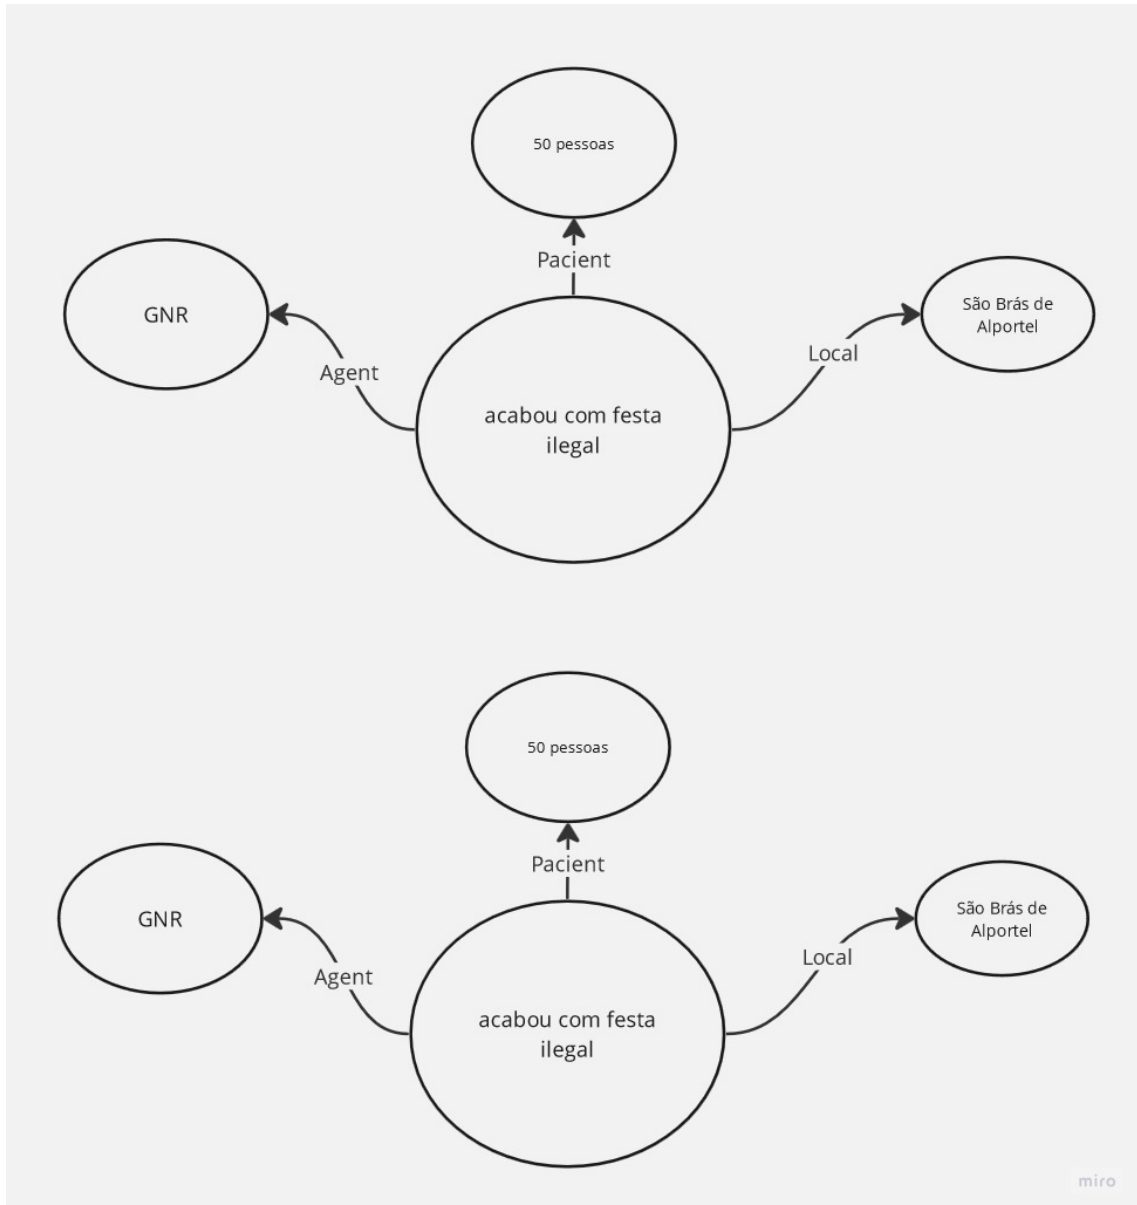 50 pessoas
Pacient
GNR
São Brás de
Alportel
Agent
Local
acabou com festa
ilegal
50 pessoas
Pacient
GNR
São Brás de
Alportel
Agent
Local
acabou com festa
ilegal
miro